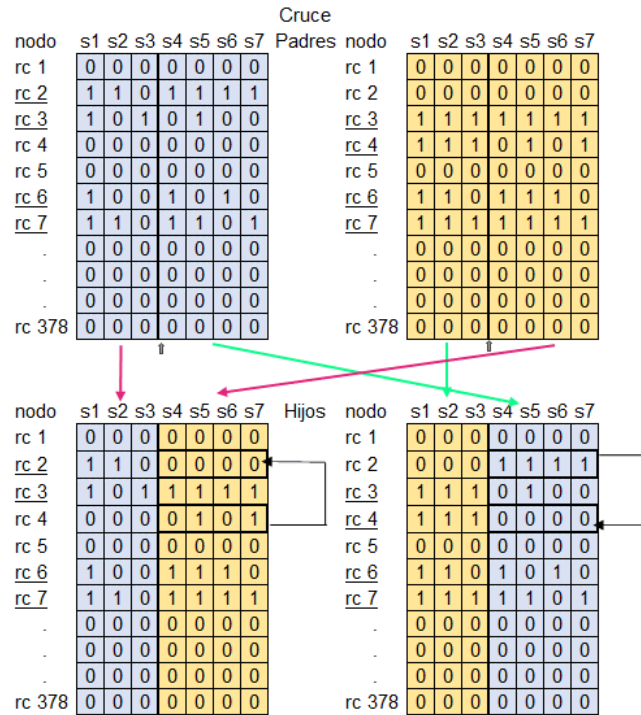 Cruce
nodo s1 s2 s3 s4 s5 s6 s7 Padres nodo s1 s2 s3 s4 s5 s6 s7
rc 1 0 0 0 0 0 0 0 rc 1 0 0 0 0 0 0 0
rc 2 1 1 0 1 1 1 1 rc 2 0 0 0 0 0 0 0
rc 3 1 0 1 0 1 0 0 rc 3 1 1 1 1 1 1 1
rc 4 0 0 0 0 0 0 0 rc 4 1 1 1 0 1 0 1
rc 5 0 0 0 0 0 0 0 rc 5 0 0 0 0 0 0 0
rc 6 1 0 0 1 0 1 0 rc 6 1 1 0 1 1 1 0
rc 7 1 1 0 1 1 0 1 rc 7 1 1 1 1 1 1 1
. 0 0 0 0 0 0 0 . 0 0 0 0 0 0 0
. 0 0 0 0 0 0 0 . 0 0 0 0 0 0 0
. 0 0 0 0 0 0 0 . 0 0 0 0 0 0 0
rc 378 0 0 0 0 0 0 0 rc 378 0 0 0 0 0 0 0
nodo s1 s2 s3 s4 s5 s6 s7 Hijos nodo s1 s2 s3 s4 s5 s6 s7
rc 1 0 0 0 0 0 0 0 rc 1 0 0 0 0 0 0 0
rc 2 1 1 0 0 0 0 0 rc 2 0 0 0 1 1 1 1
rc 3 1 0 1 1 1 1 1 rc 3 1 1 1 0 1 0 0
rc 4 0 0 0 0 1 0 1 rc 4 1 1 1 0 0 0 0
rc 5 0 0 0 0 0 0 0 rc 5 0 0 0 0 0 0 0
rc 6 1 0 0 1 1 1 0 rc 6 1 1 0 1 0 1 0
rc 7 1 1 0 1 1 1 1 rc 7 1 1 1 1 1 0 1
. 0 0 0 0 0 0 0 . 0 0 0 0 0 0 0
. 0 0 0 0 0 0 0 . 0 0 0 0 0 0 0
. 0 0 0 0 0 0 0 . 0 0 0 0 0 0 0
rc 378 0 0 0 0 0 0 0 rc 378 0 0 0 0 0 0 0